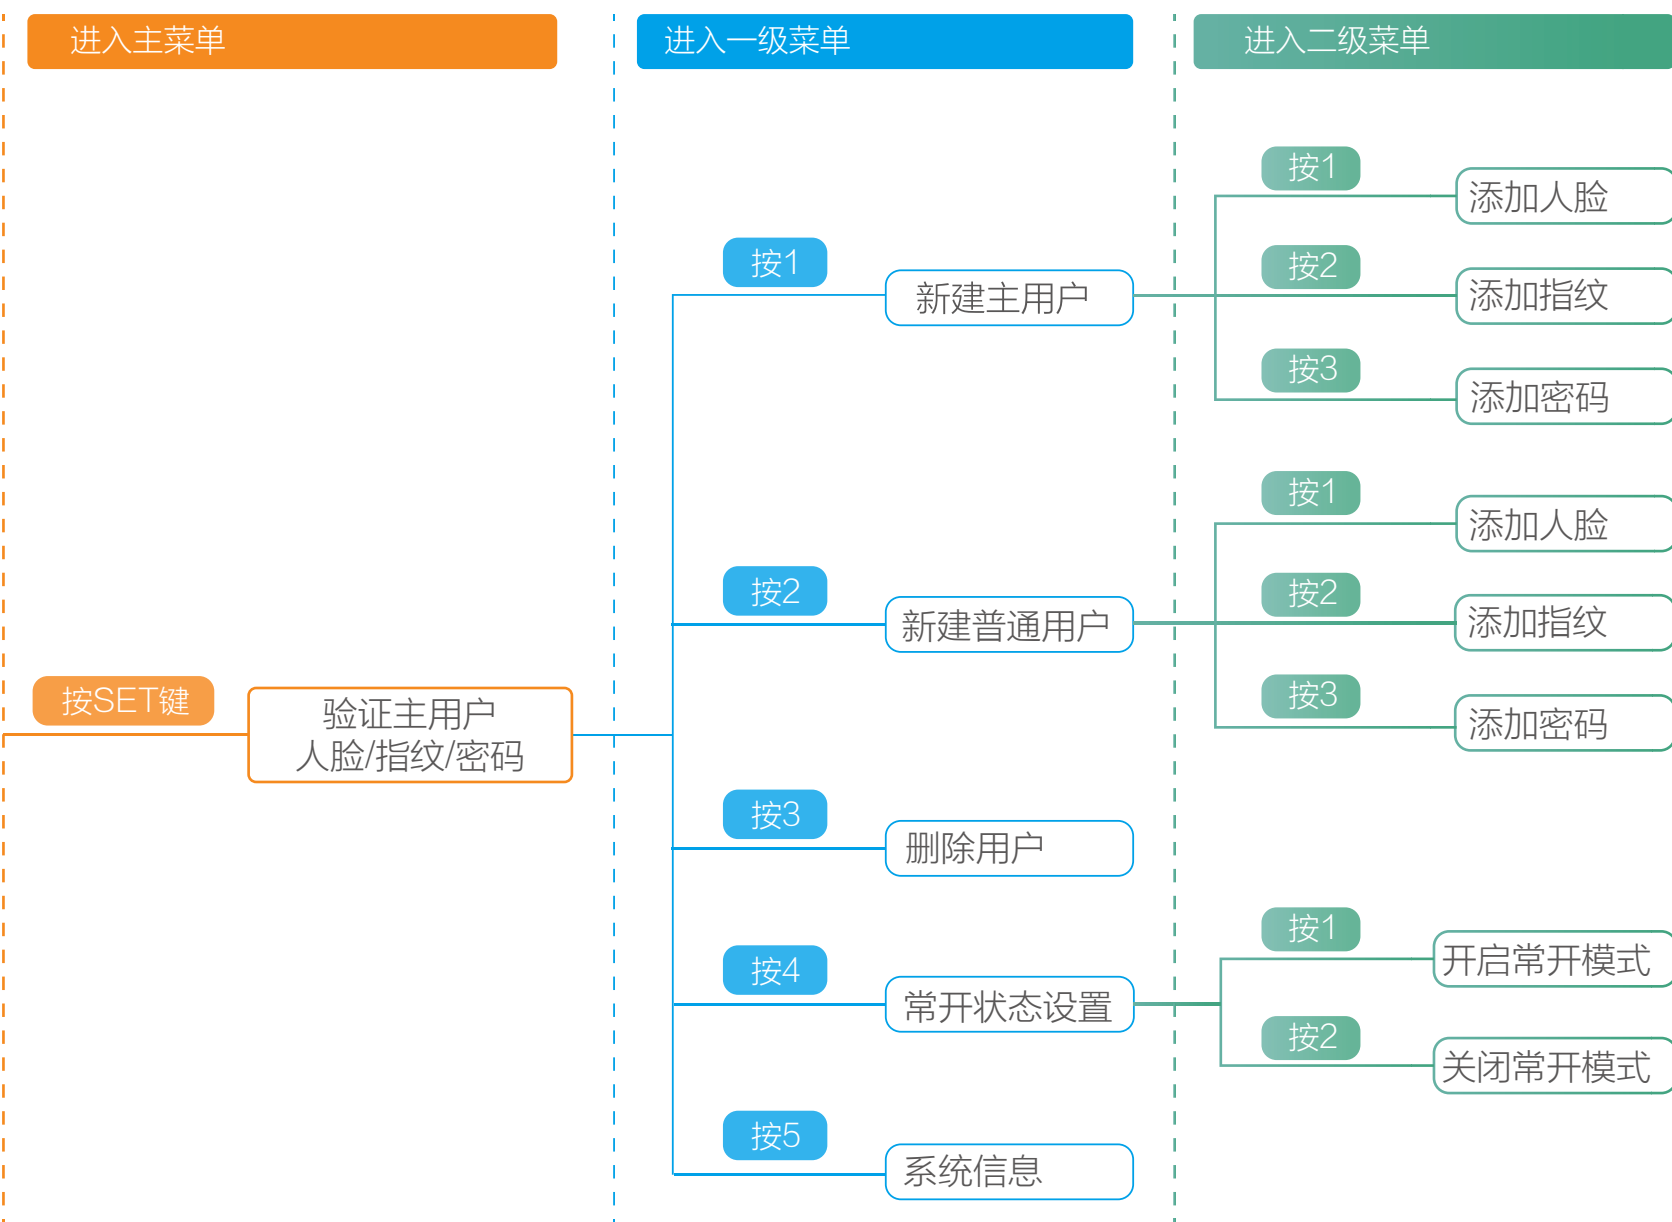 进入主菜单
进入一级菜单
进入二级菜单
按SET键
验证主用户
人脸/指纹/密码
按1
新建主用户
按1
添加人脸
按2
添加指纹
按3
添加密码
按2
新建普通用户
按1
添加人脸
按2
添加指纹
按3
添加密码
按3
删除用户
按4
常开状态设置
按1
开启常开模式
按2
关闭常开模式
按5
系统信息